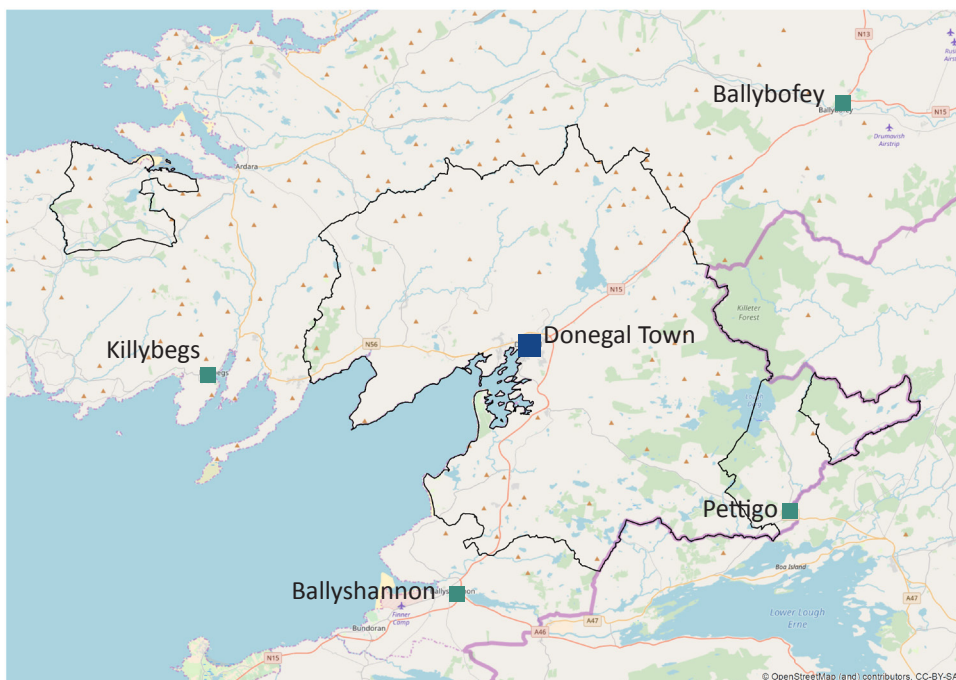 N13
Ballybofey
N15
Drumavish
Airstrip
Ardara
N15
Killeter
Forest
Donegal Town
N56
Killybegs
Pettigo
Boa Island
Ballyshannon
Finner
Camp
Bundoran
A47
A47
Lower Lough
Erne
A46
N15
© OpenStreetMap (and) contributors, CC-BY-SA